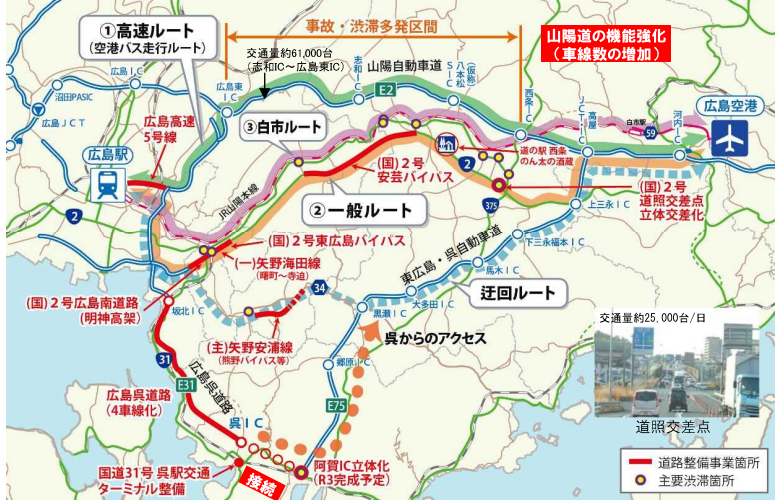 ①高速ルート
(空港バス走行ルート)
事故・渋滞多発区間
交通量約61,000台
(志和IC～広島東IC)
山陽道の機能強化
(車線数の増加)
広島IC
沼田PASIC
広島JCT
広島東IC
志和IC
山陽自動車道
E2
(仮称)
八本松SIC
西条IC
高屋JCT・IC
白市駅
59
河内IC
広島空港
広島高速
5号線
広島駅
③白市ルート
JR山陽本線
(国)2号
安芸バイパス
道の駅 西条
のん太の酒蔵
2
(国)2号
道照交差点
立体交差化
②一般ルート
375
2
上三永IC
(国)2号東広島バイパス
(一)矢野海田線
(曙町～寺迫)
下三永福本IC
東広島・呉自動車道
馬木IC
(国)2号広島南道路
(明神高架)
坂北IC
34
大多田IC
迂回ルート
黒瀬IC
(主)矢野安浦線
(熊野バイパス等)
呉からのアクセス
交通量約25,000台/日
道照交差点
31
郷原IC
広島呉道路
(4車線化)
E31
広島呉道路
E75
呉IC
国道31号 呉駅交通
ターミナル整備
接続
阿賀IC立体化
(R3完成予定)
道路整備事業箇所
主要渋滞箇所